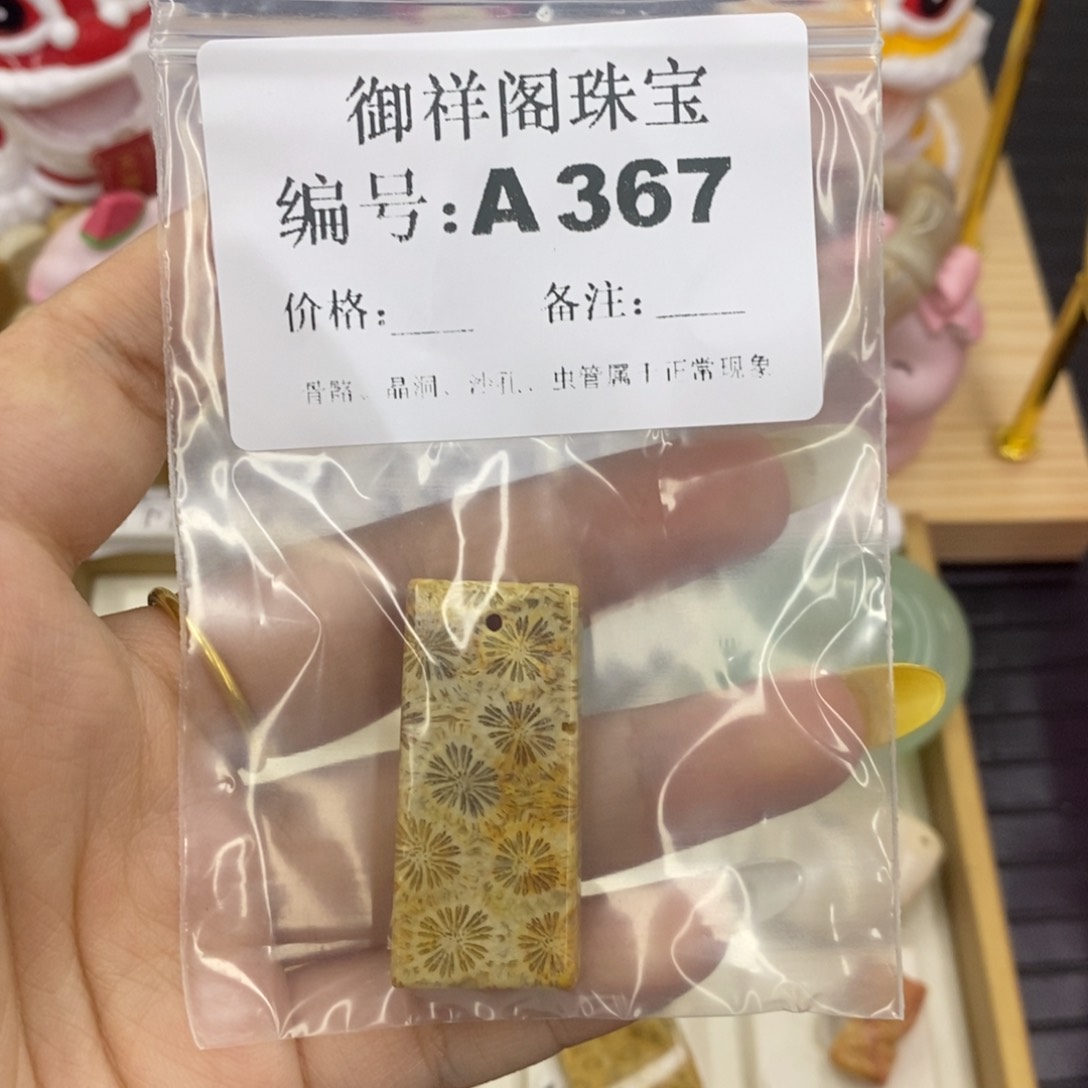 御祥阁珠宝
编号:A367
价格:____ 备注:____
骨骼、晶洞、沙孔、虫管属于正常现象